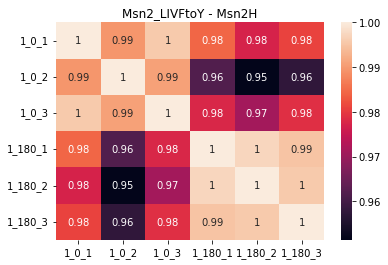 Msn2_LIVFtoY - Msn2H
1_0_1 1 0.99 1 0.98 0.98 0.98
1_0_2 0.99 1 0.99 0.96 0.95 0.96
1_0_3 1 0.99 1 0.98 0.97 0.98
1_180_1 0.98 0.96 0.98 1 1 0.99
1_180_2 0.98 0.95 0.97 1 1 1
1_180_3 0.98 0.96 0.98 0.99 1 1
1_0_1 1_0_2 1_0_3 1_180_1 1_180_2 1_180_3
1.00
0.99
0.98
0.97
0.96